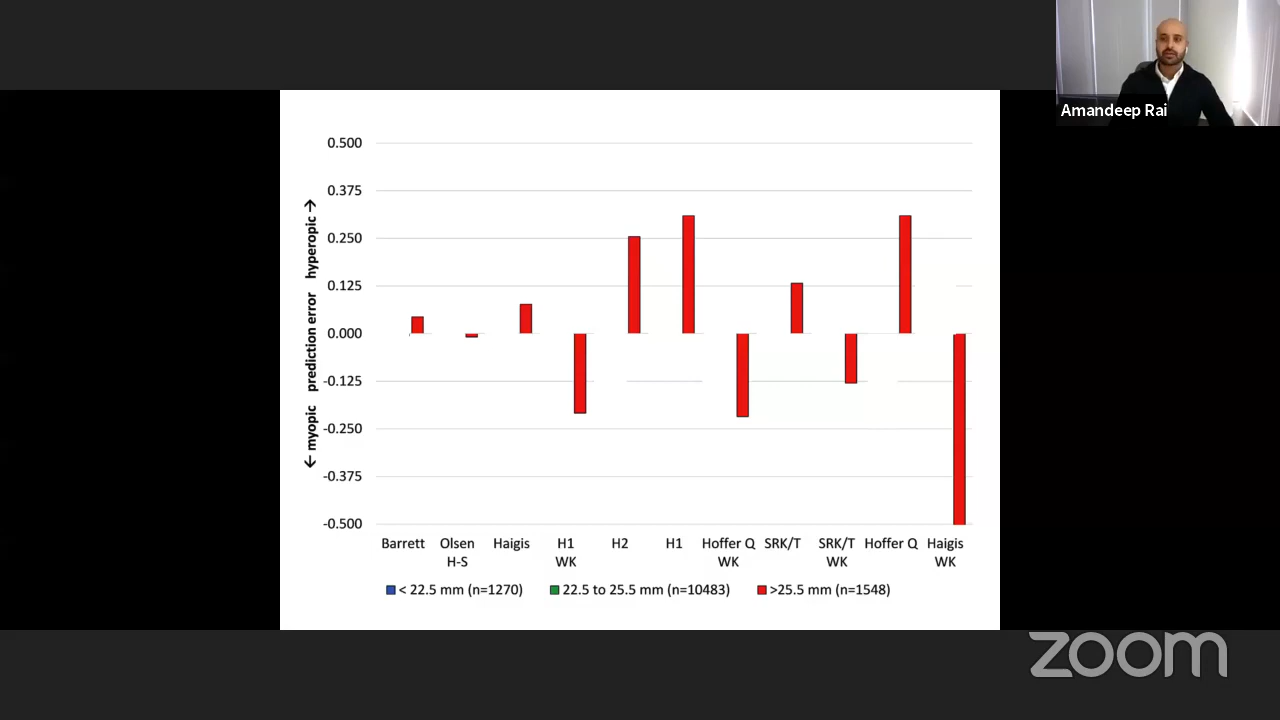 Amandeep Rai
0.500
0.375
0.250
0.125
0.000
-0.125
-0.250
-0.375
-0.500
← myopic prediction error hyperopic →
Barrett Olsen Haigis H1 H2 H1 Hoffer Q SRK/T SRK/T Hoffer Q Haigis
H-S WK WK WK WK
< 22.5 mm (n=1270) 22.5 to 25.5 mm (n=10483) >25.5 mm (n=1548)
zoom